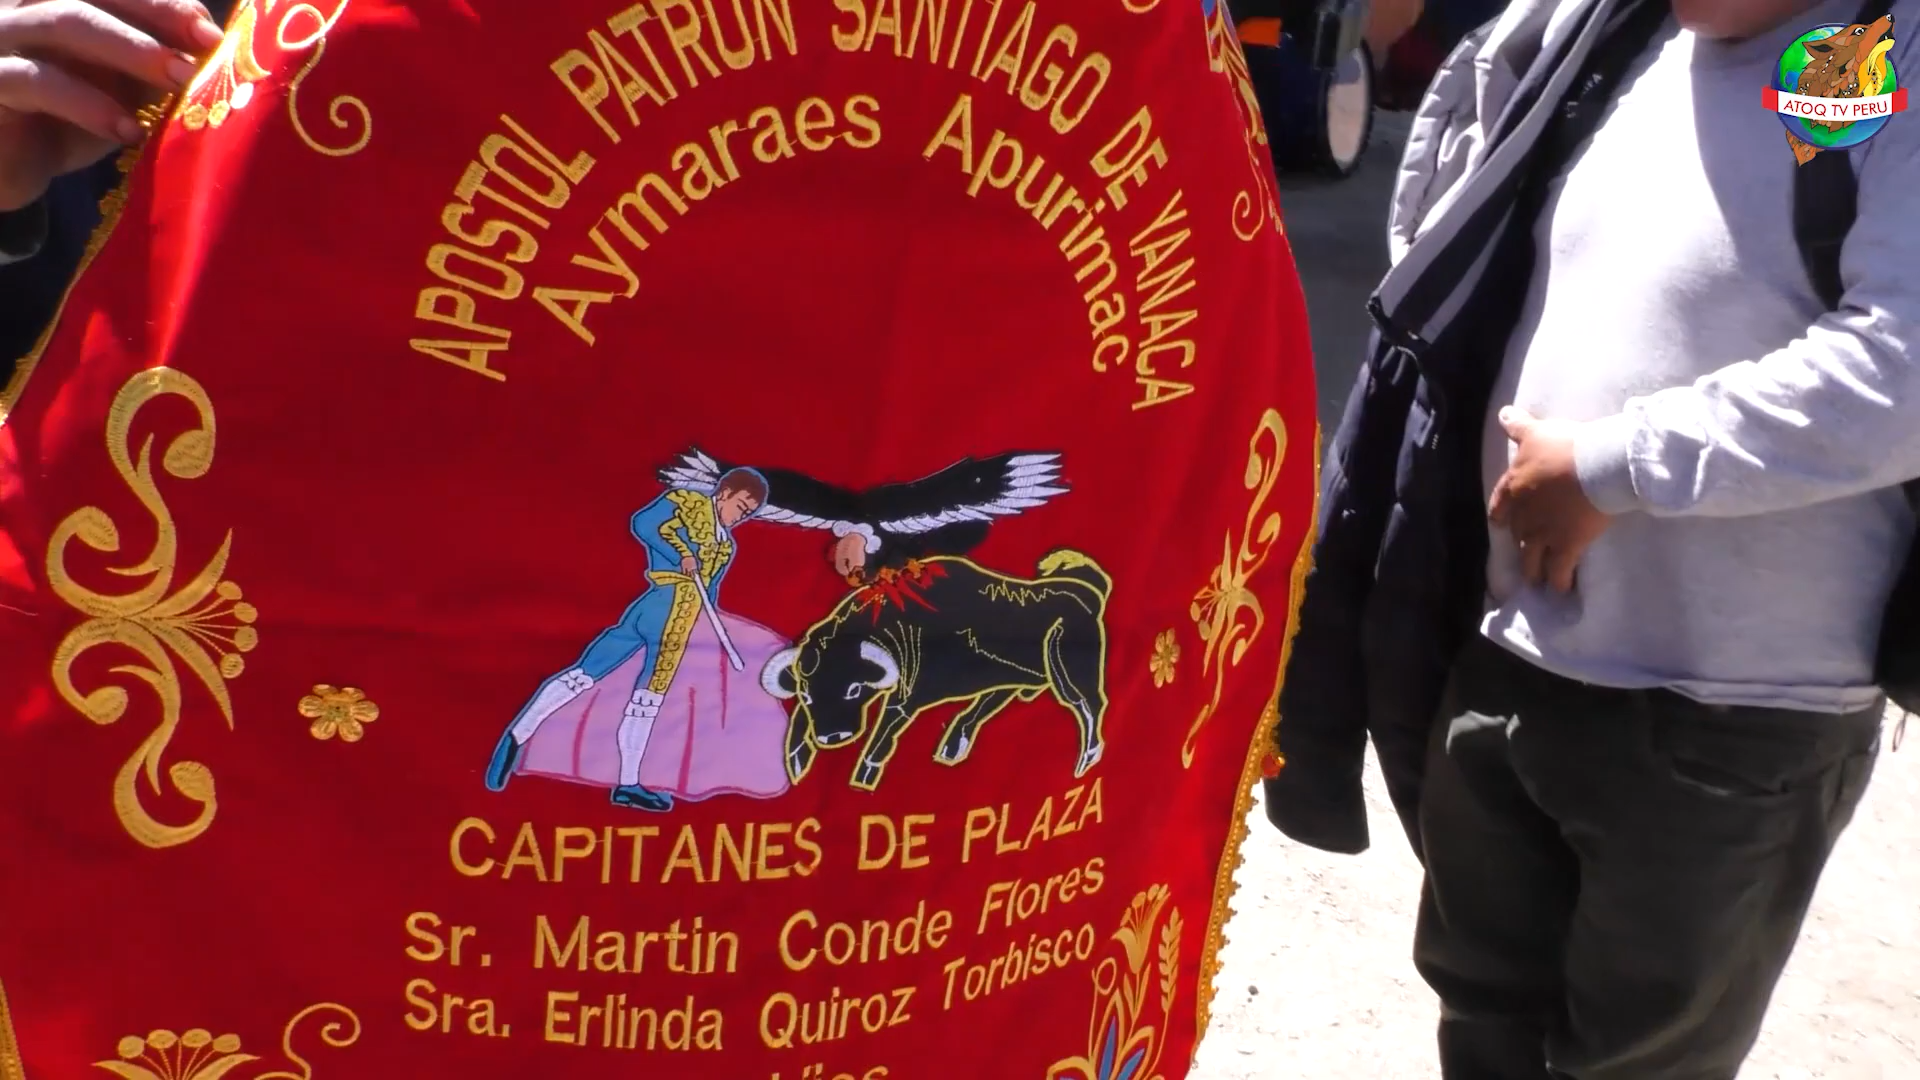 APOSTOL PATRON SANTIAGO DE YANACA
Aymaraes Apurimac
CAPITANES DE PLAZA
Sr. Martin Conde Flores
Sra. Erlinda Quiroz Torbisco
ATOQ TV PERU